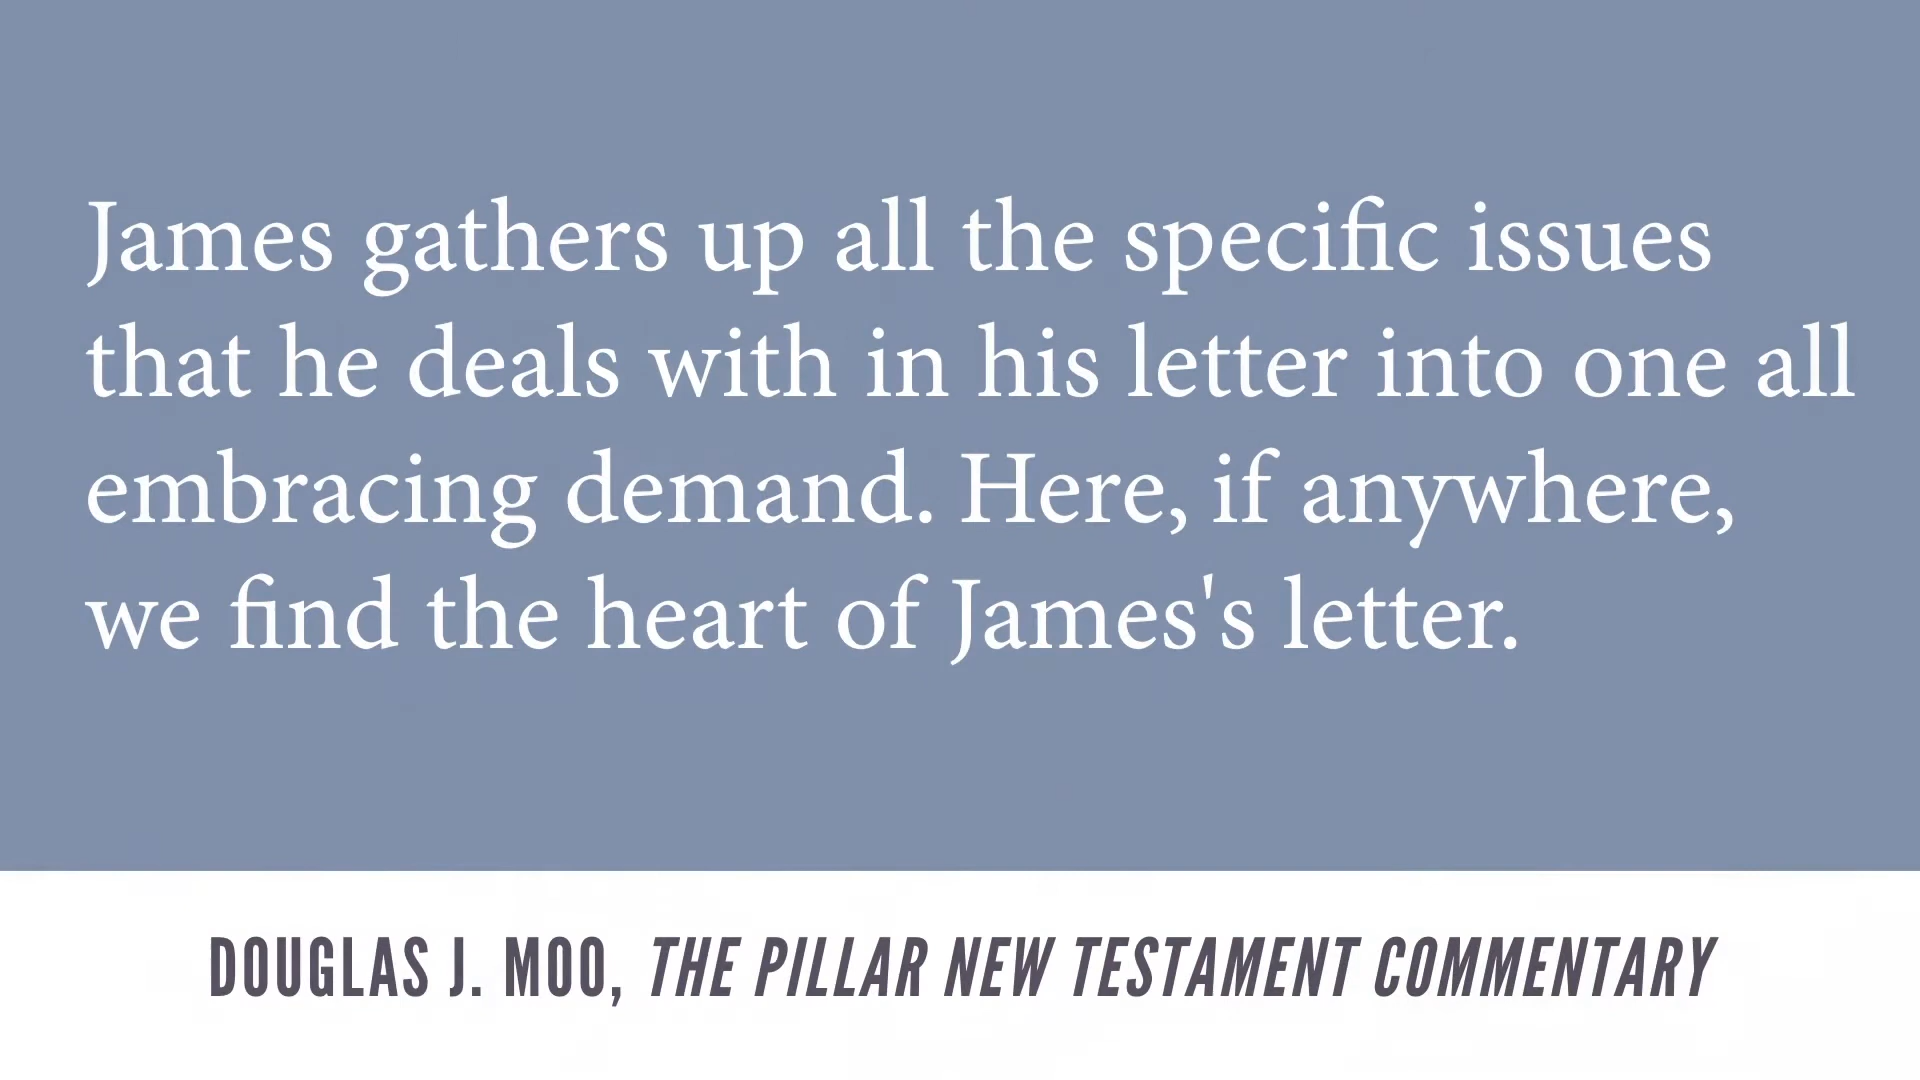 James gathers up all the specific issues
that he deals with in his letter into one all
embracing demand. Here, if anywhere,
we find the heart of James's letter.
DOUGLAS J. MOO, THE PILLAR NEW TESTAMENT COMMENTARY